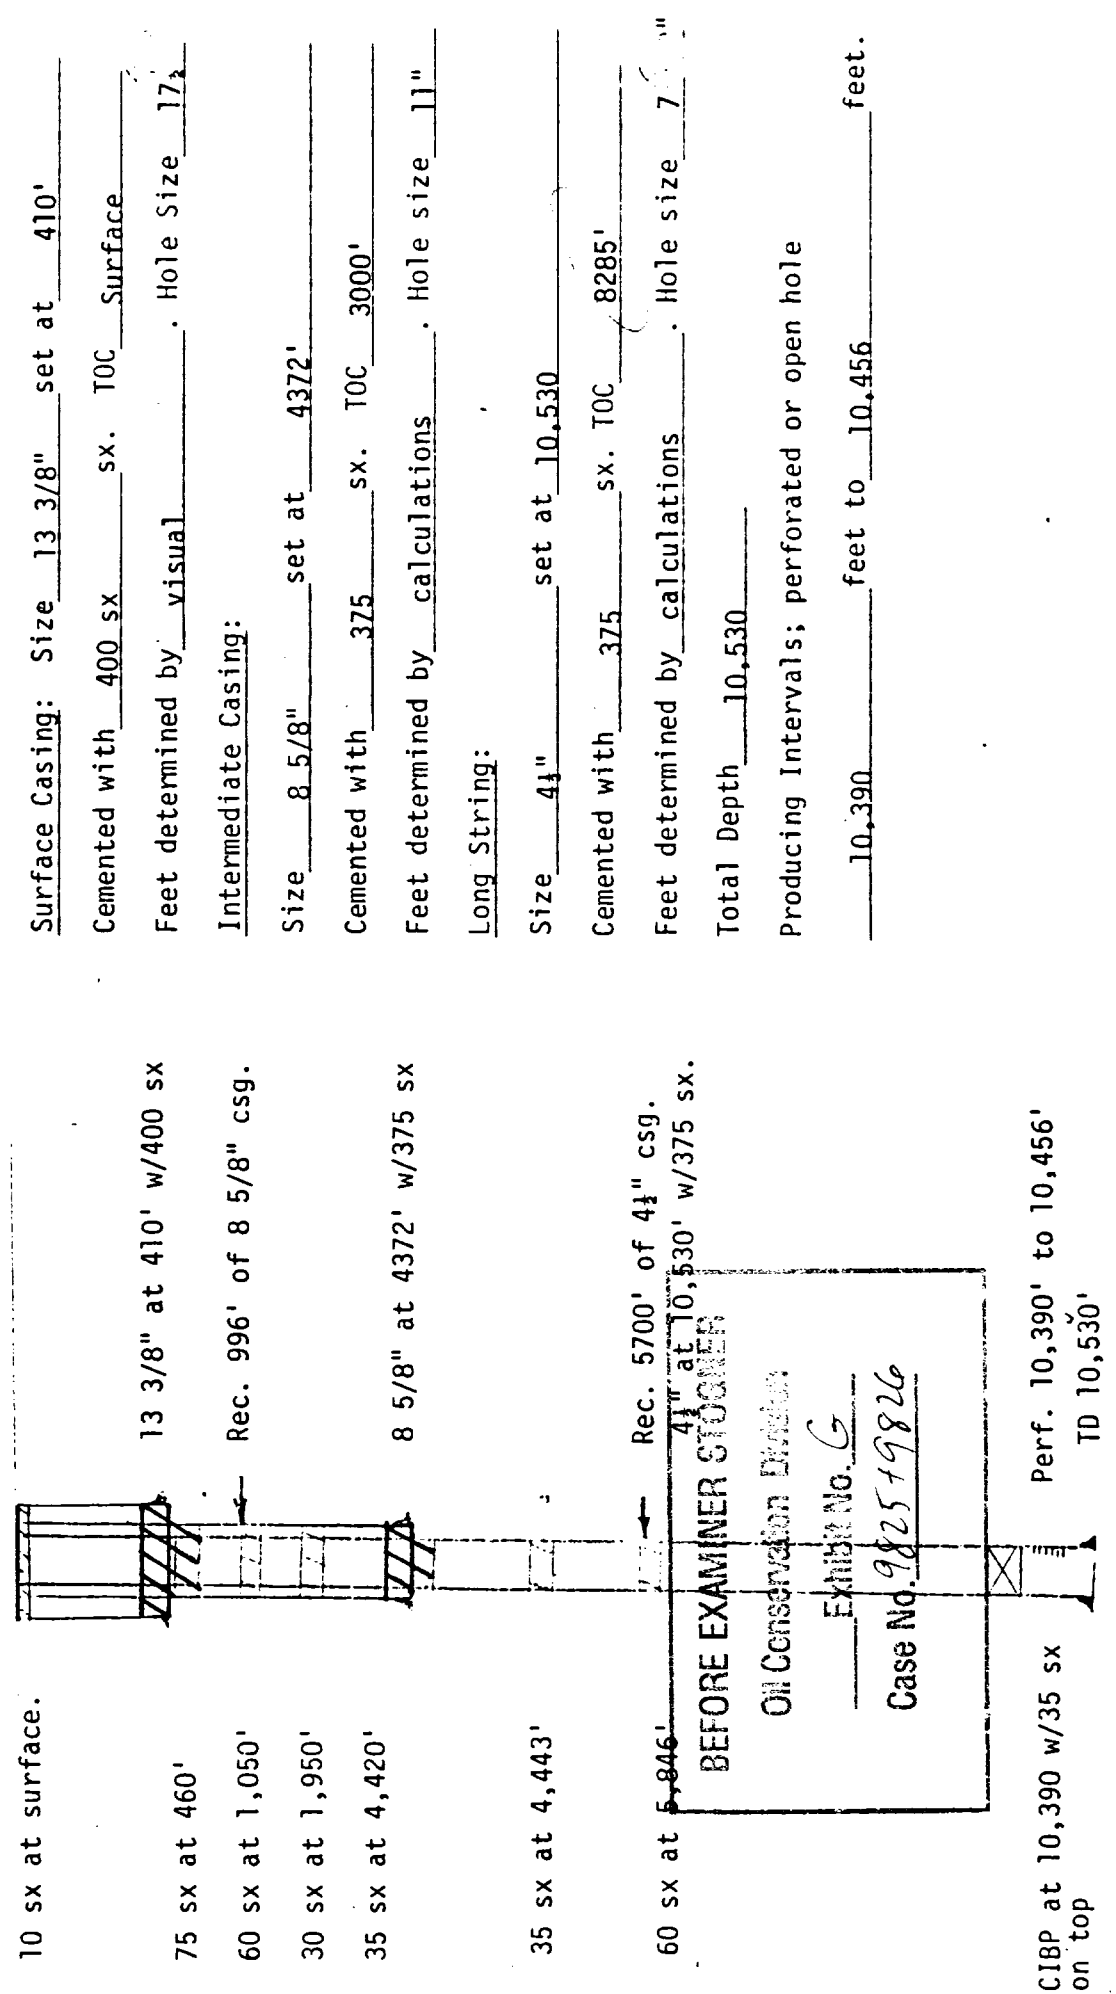 10 sx at surface.
75 sx at 460'
60 sx at 1,050'
30 sx at 1,950'
35 sx at 4,420'
35 sx at 4,443'
60 sx at 5,846'
CIBP at 10,390 w/35 sx
on top
13 3/8" at 410' w/400 sx
Rec. 996' of 8 5/8" csg.
8 5/8" at 4372' w/375 sx
Rec. 5700' of 4½" csg.
4½" at 10,530' w/375 sx.
BEFORE EXAMINER STOGNER
Oil Conservation Division
Exhibit No. G
Case No. 9825+9826
Perf. 10,390' to 10,456'
TD 10,530'
Surface Casing: Size 13 3/8" set at 410'
Cemented with 400 sx sx. TOC Surface
Feet determined by visual . Hole Size 17½
Intermediate Casing:
Size 8 5/8" set at 4372'
Cemented with 375 sx. TOC 3000'
Feet determined by calculations . Hole size 11"
Long String:
Size 4½" set at 10,530
Cemented with 375 sx. TOC 8285'
Feet determined by calculations . Hole size 7 "
Total Depth 10,530
Producing Intervals; perforated or open hole
10,390 feet to 10,456 feet.